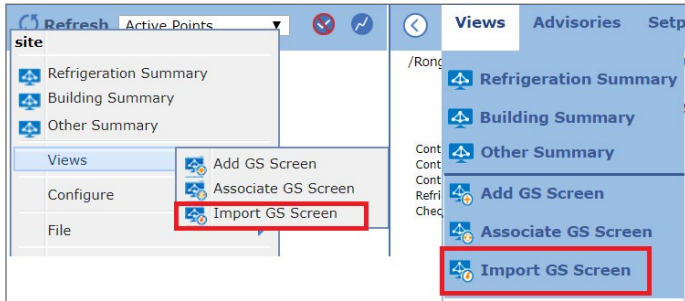 Refresh Active Points
site
Refrigeration Summary
Building Summary
Other Summary
Views
Configure
File
Add GS Screen
Associate GS Screen
Import GS Screen
Views Advisories Setp
/Rong
Refrigeration Summary
Building Summary
Other Summary
Cont
Cont
Cont
Refri
Chec
Add GS Screen
Associate GS Screen
Import GS Screen